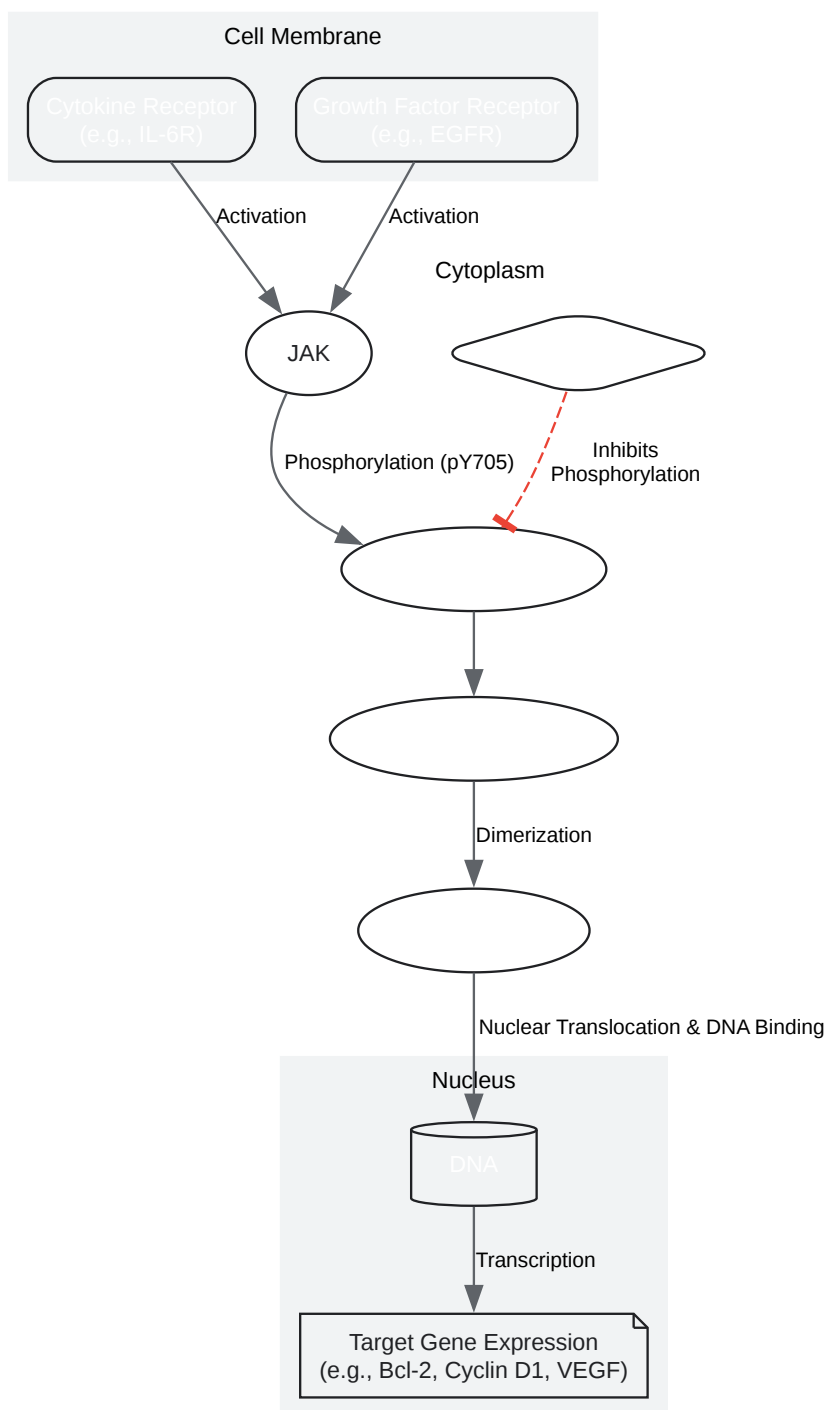 Cell Membrane
Cytokine Receptor
(e.g., IL-6R)
Growth Factor Receptor
(e.g., EGFR)
Activation
Activation
Cytoplasm
JAK
Phosphorylation (pY705)
Inhibits
Phosphorylation
Dimerization
Nuclear Translocation & DNA Binding
Nucleus
DNA
Transcription
Target Gene Expression
(e.g., Bcl-2, Cyclin D1, VEGF)